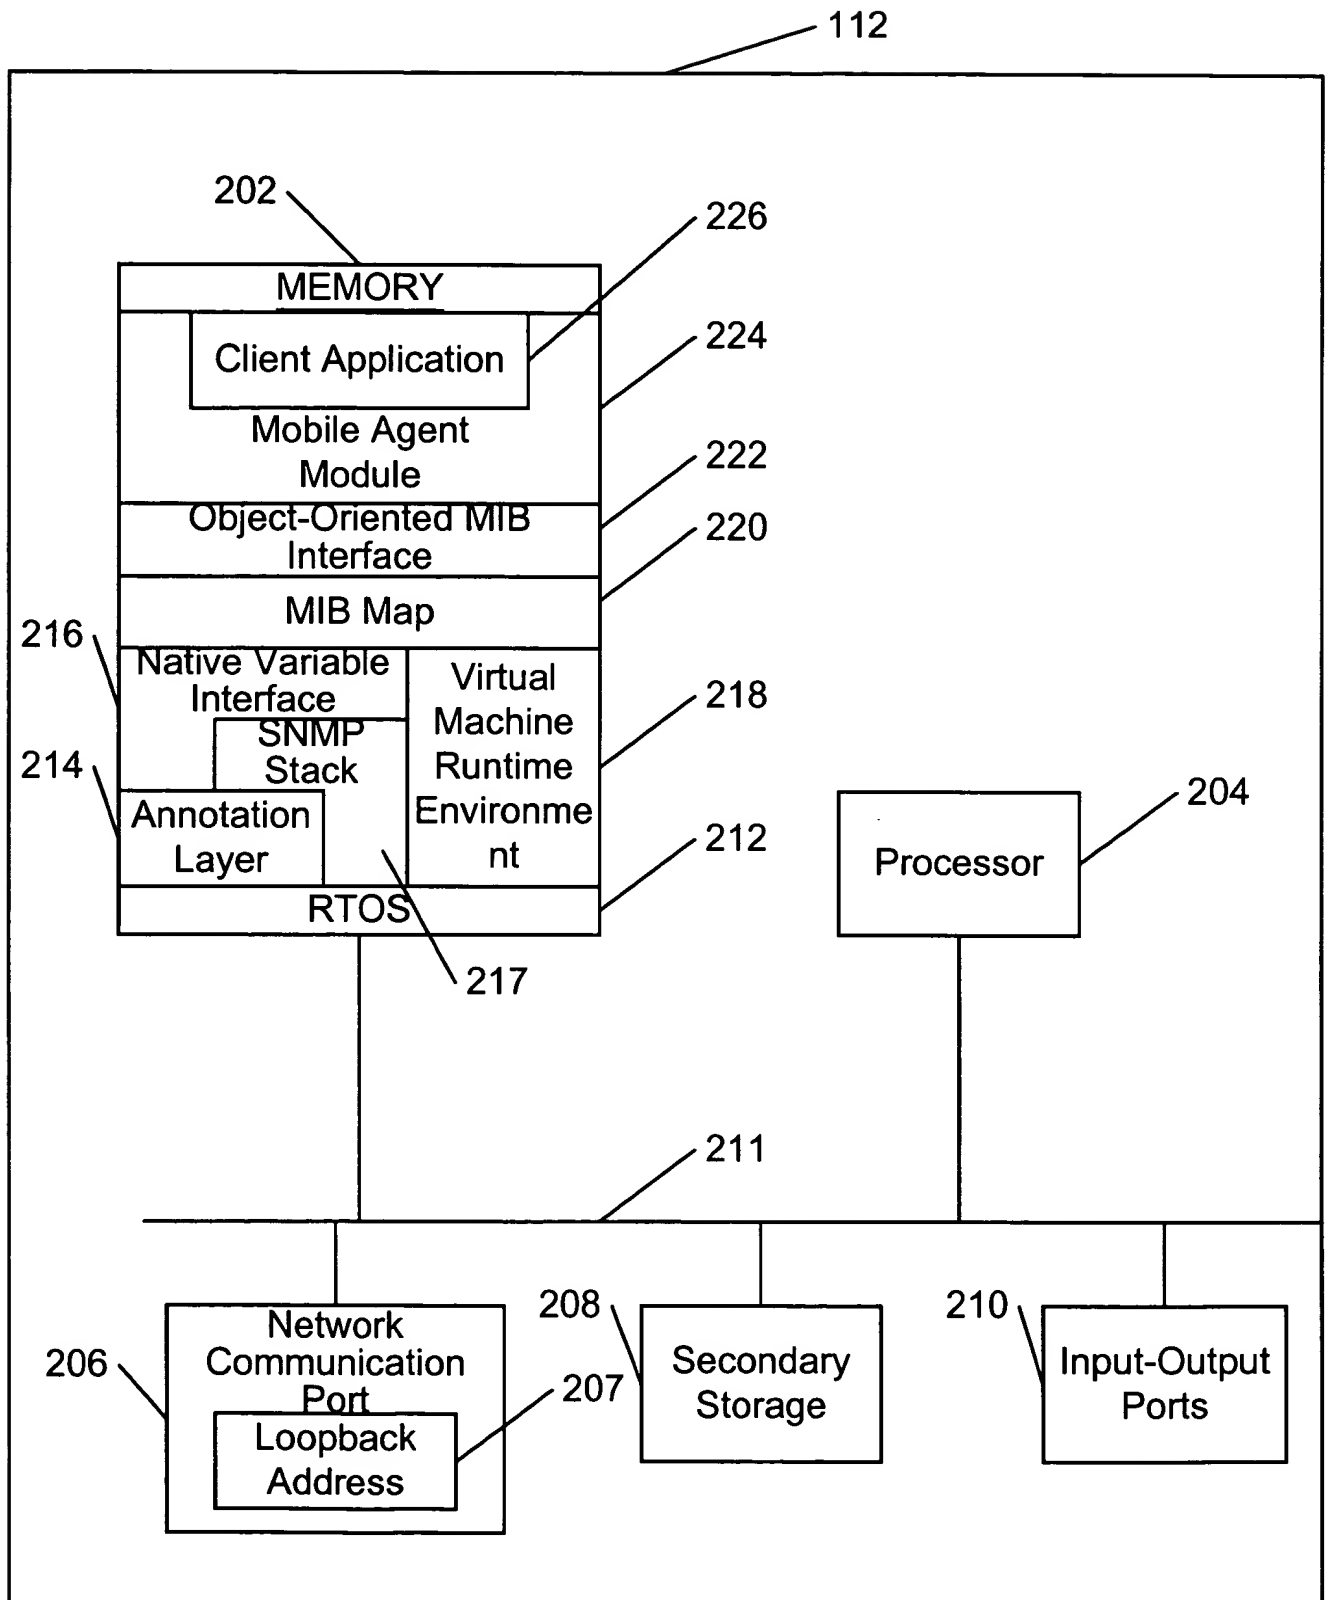 112
202
226
MEMORY
Client Application
224
Mobile Agent
Module
222
Object-Oriented MIB
Interface
220
MIB Map
216
Native Variable
Interface
Virtual
Machine
Runtime
Environme
nt
218
SNMP
Stack
214
Annotation
Layer
212
RTOS
217
204
Processor
211
206
Network
Communication
Port
207
Loopback
Address
208
Secondary
Storage
210
Input-Output
Ports